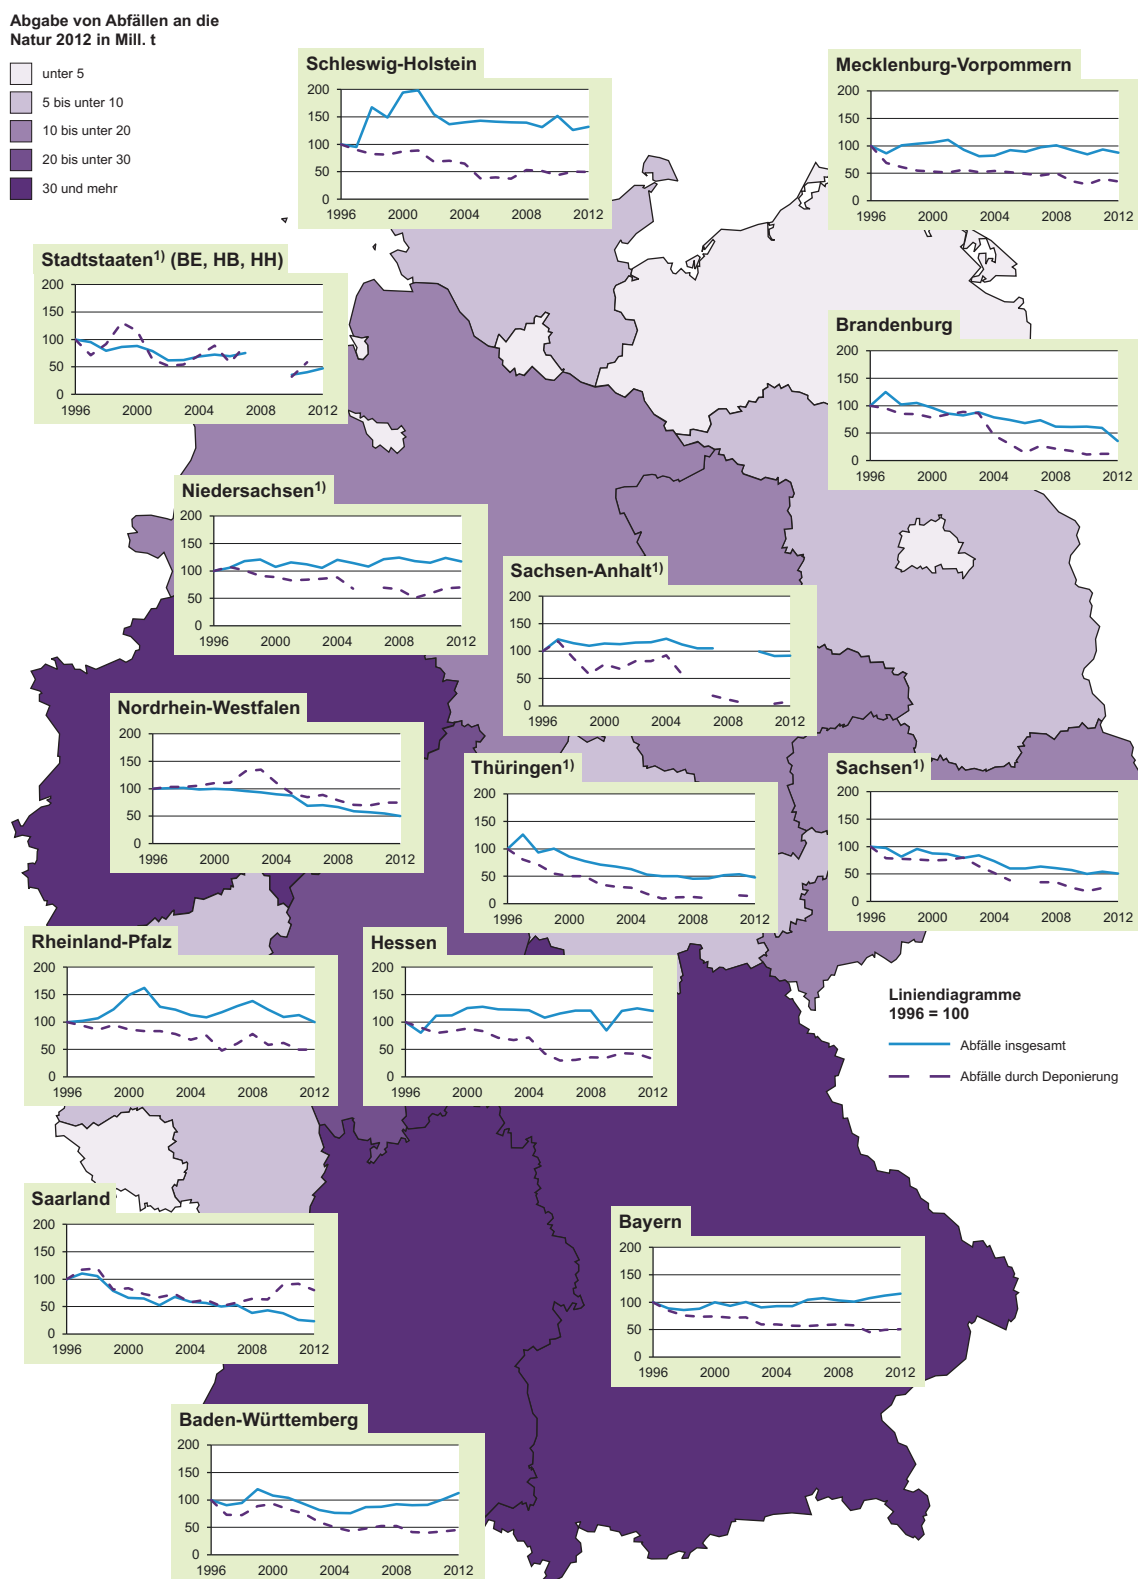 Abgabe von Abfällen an die
Natur 2012 in Mill. t
unter 5
5 bis unter 10
10 bis unter 20
20 bis unter 30
30 und mehr
Schleswig-Holstein
200
150
100
50
0
1996 2000 2004 2008 2012
Mecklenburg-Vorpommern
200
150
100
50
0
1996 2000 2004 2008 2012
Stadtstaaten1) (BE, HB, HH)
200
150
100
50
0
1996 2000 2004 2008 2012
Brandenburg
200
150
100
50
0
1996 2000 2004 2008 2012
Niedersachsen1)
200
150
100
50
0
1996 2000 2004 2008 2012
Sachsen-Anhalt1)
200
150
100
50
0
1996 2000 2004 2008 2012
Nordrhein-Westfalen
200
150
100
50
0
1996 2000 2004 2008 2012
Thüringen1)
200
150
100
50
0
1996 2000 2004 2008 2012
Sachsen1)
200
150
100
50
0
1996 2000 2004 2008 2012
Rheinland-Pfalz
200
150
100
50
0
1996 2000 2004 2008 2012
Hessen
200
150
100
50
0
1996 2000 2004 2008 2012
Liniendiagramme
1996 = 100
Abfälle insgesamt
Abfälle durch Deponierung
Saarland
200
150
100
50
0
1996 2000 2004 2008 2012
Bayern
200
150
100
50
0
1996 2000 2004 2008 2012
Baden-Württemberg
200
150
100
50
0
1996 2000 2004 2008 2012